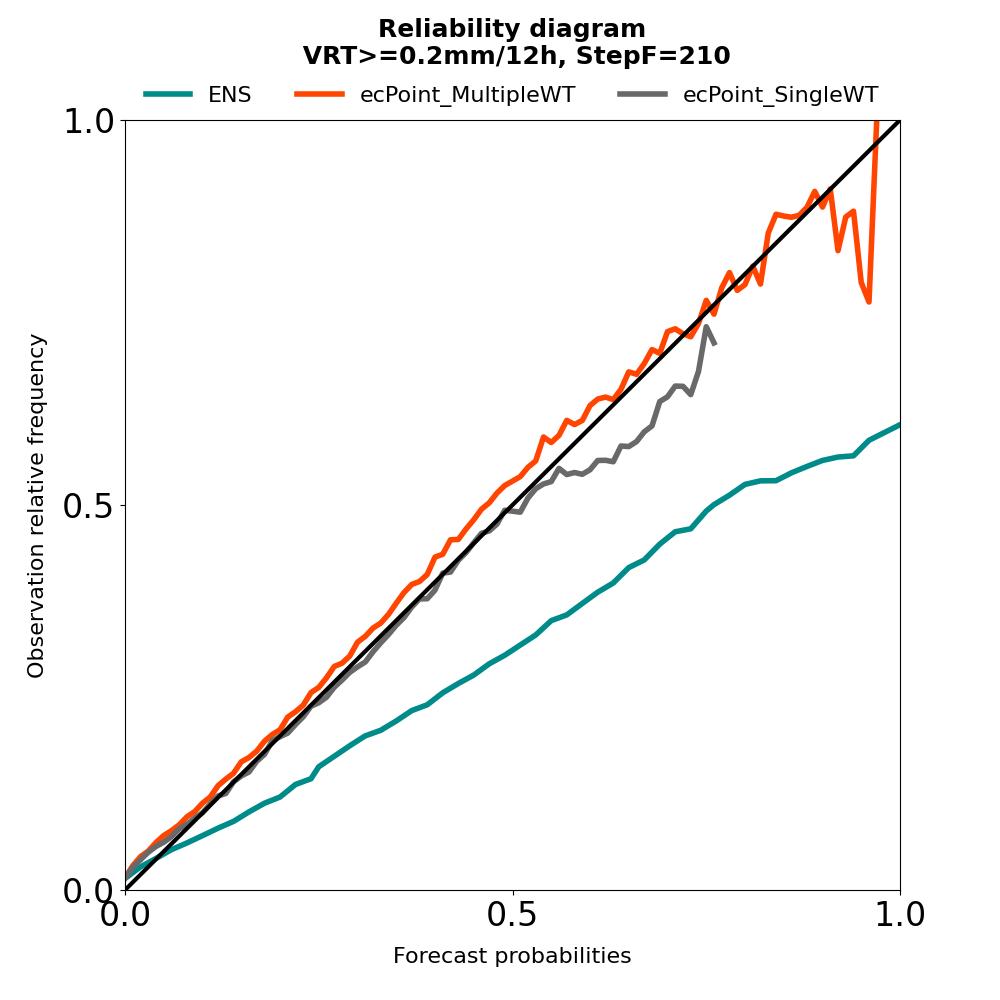 Reliability diagram
VRT>=0.2mm/12h, StepF=210
ENS ecPoint_MultipleWT ecPoint_SingleWT
1.0
0.5
0.0
0.0 0.5 1.0
Observation relative frequency
Forecast probabilities